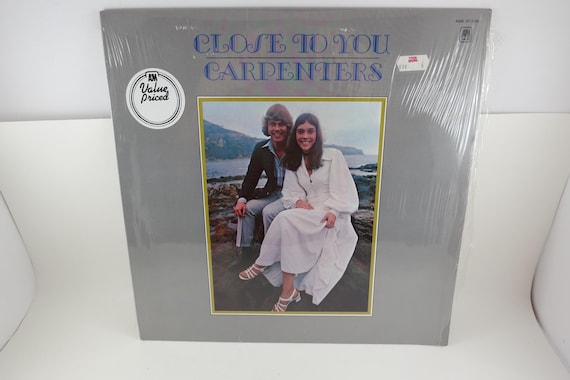 CLOSE TO YOU
CARPENTERS
A&M
Value
Priced